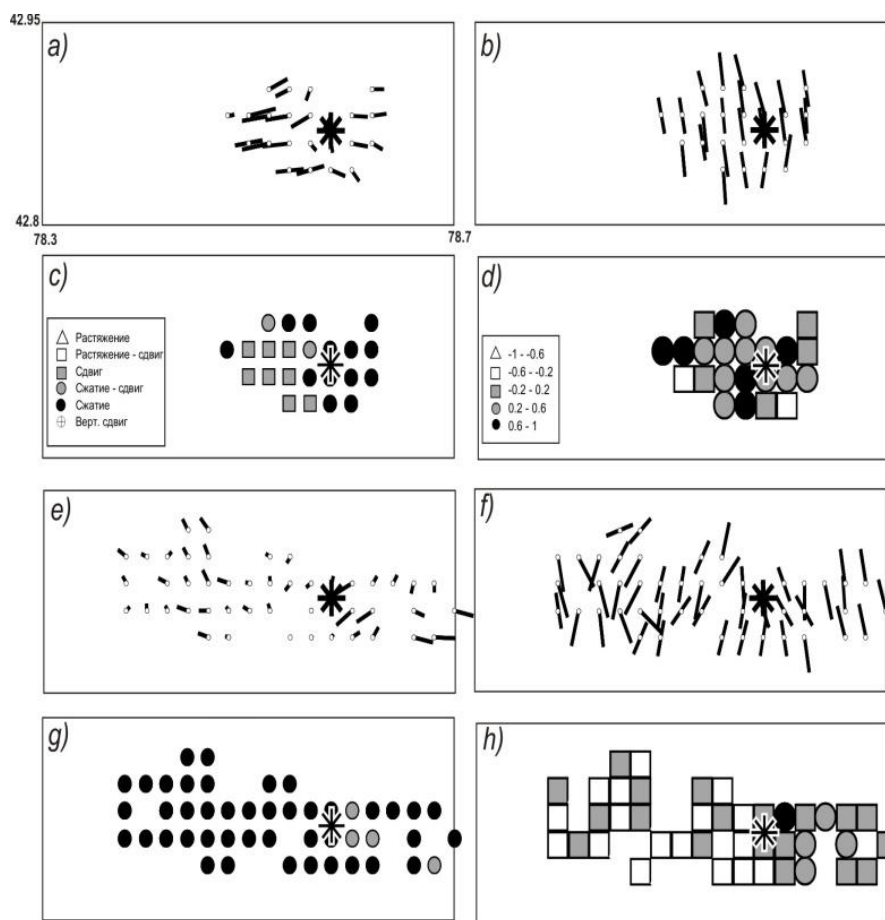 42.95
a)
b)
42.8
78.3
78.7
c)
d)
Растяжение
Растяжение - сдвиг
Сдвиг
Сжатие - сдвиг
Сжатие
Верт. сдвиг
-1 - -0.6
-0.6 - -0.2
-0.2 - 0.2
0.2 - 0.6
0.6 - 1
e)
f)
g)
h)